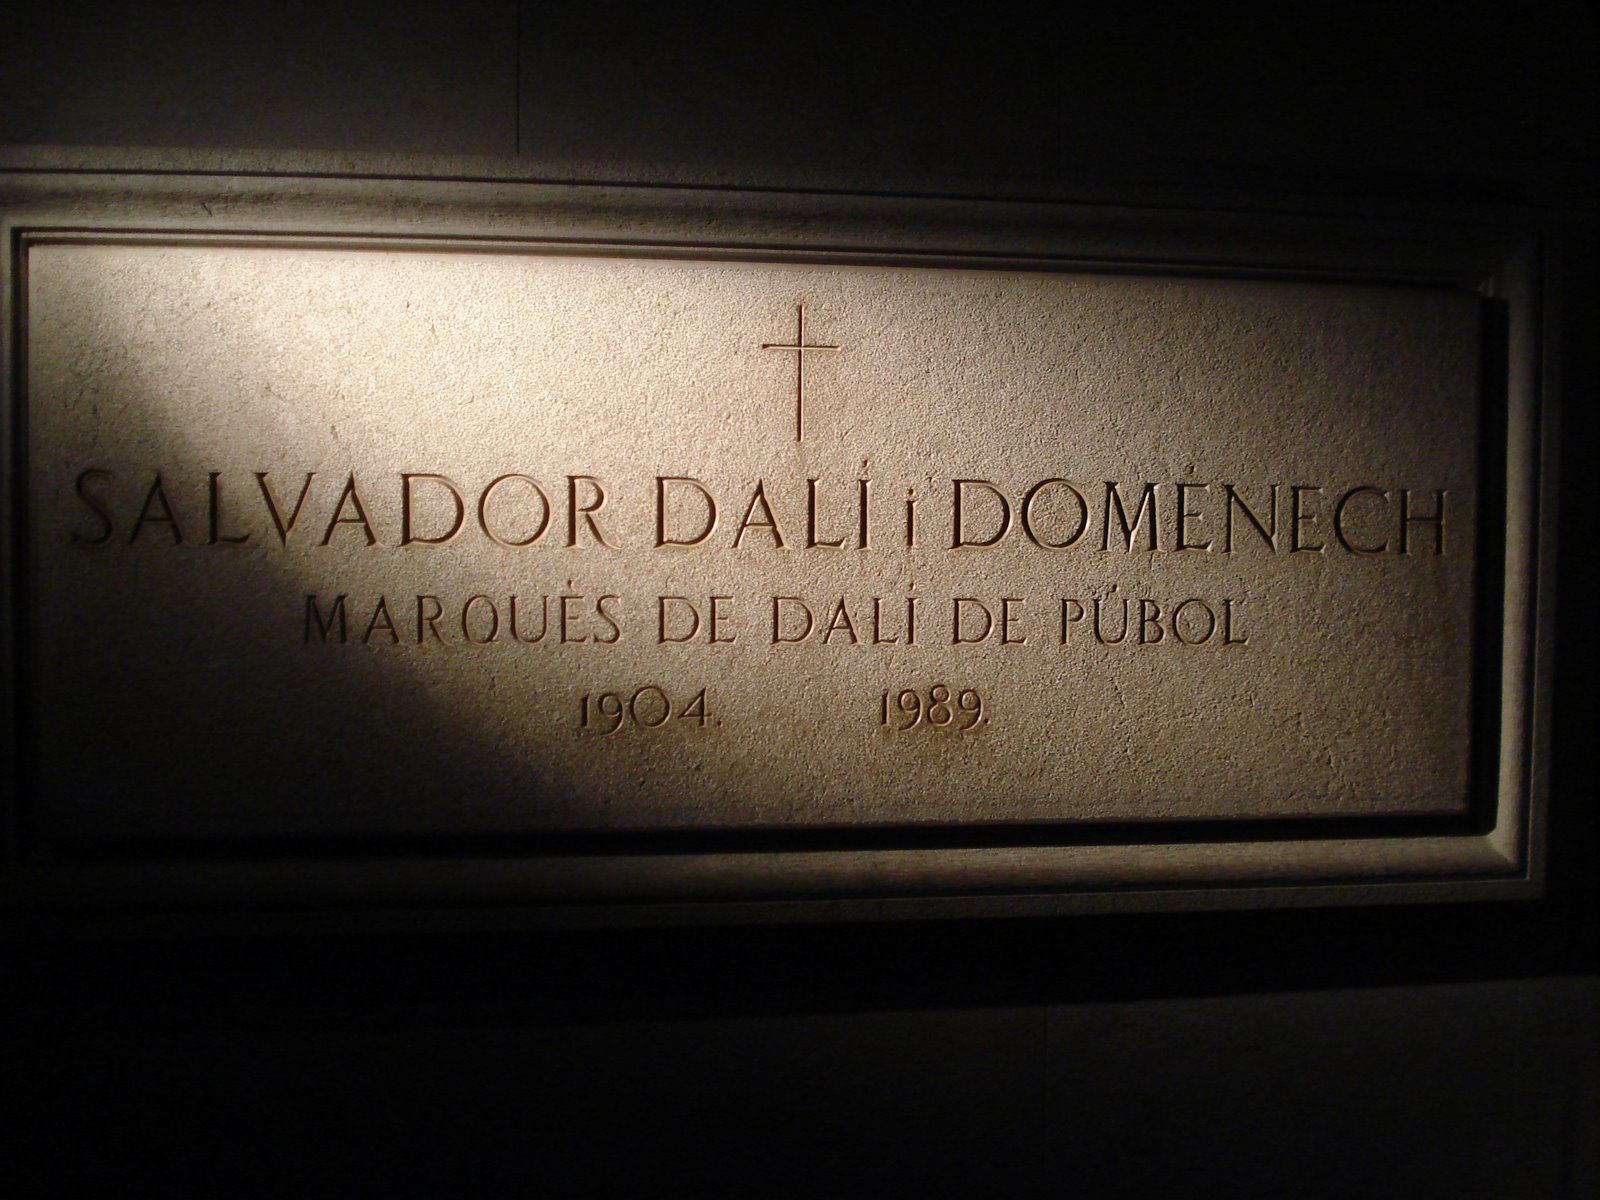 SALVADOR DALÍ i DOMÈNECH
MARQUÈS DE DALÍ DE PÚBOL
1904. 1989.